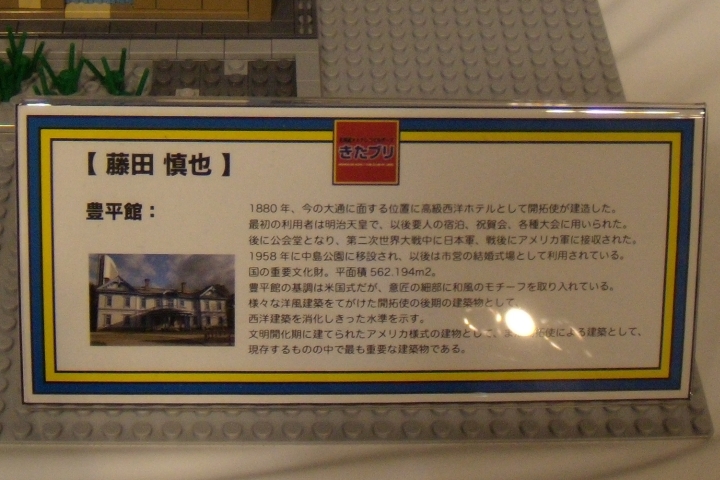 【 藤田 慎也 】
きたブリ
豊平館：
1880 年、今の大通に面する位置に高級西洋ホテルとして開拓使が建造した。
最初の利用者は明治天皇で、以後要人の宿泊、祝賀会、各種大会に用いられた。
後に公会堂となり、第二次世界大戦中に日本軍、戦後にアメリカ軍に接収された。
1958 年に中島公園に移設され、以後は市営の結婚式場として利用されている。
国の重要文化財。平面積 562.194m2。
豊平館の基調は米国式だが、意匠の細部に和風のモチーフを取り入れている。
様々な洋風建築をてがけた開拓使の後期の建築物として、
西洋建築を消化しきった水準を示す。
文明開化期に建てられたアメリカ様式の建物として、また 拓使による建築として、
現存するものの中で最も重要な建築物である。